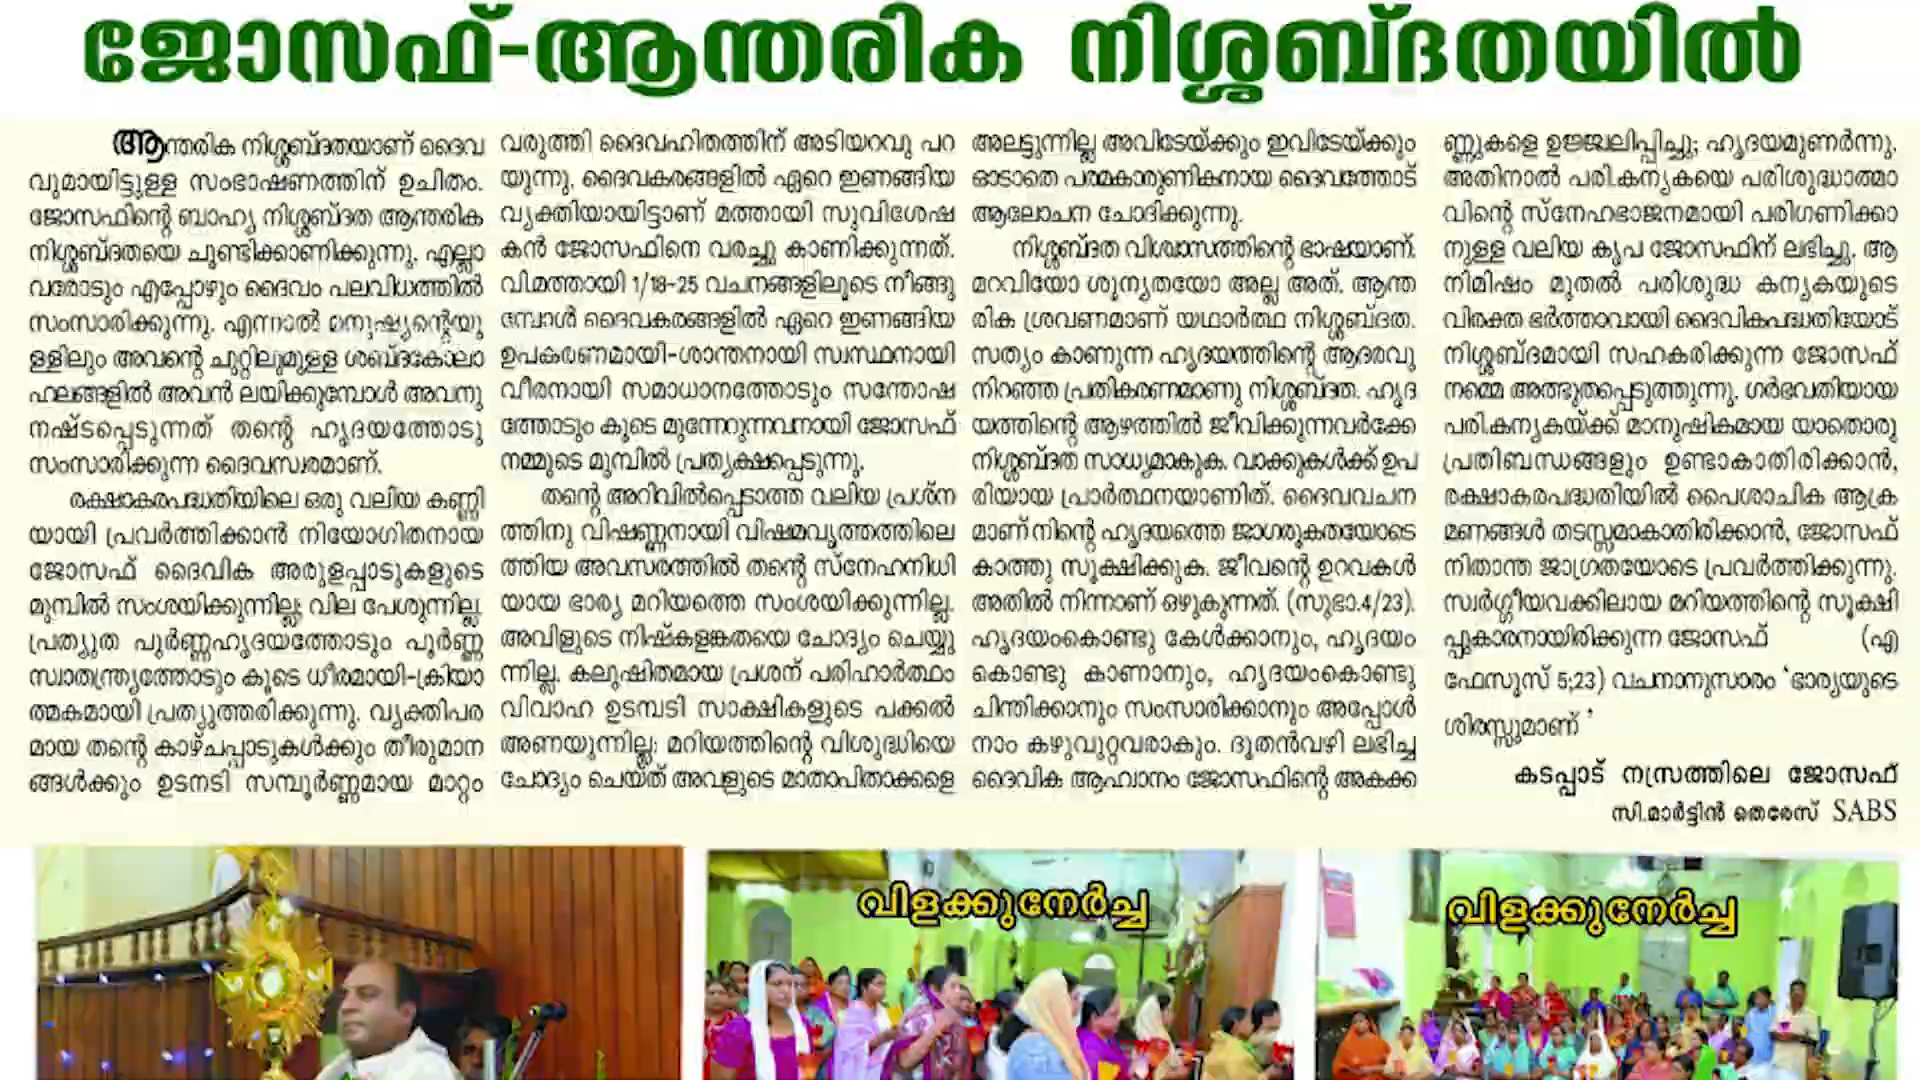 ജോസഫ്-ആന്തരിക നിശ്ശബ്ദതയിൽ
ആന്തരിക നിശ്ശബ്ദതയാണ് ദൈവ
വുമായിട്ടുള്ള സംഭാഷണത്തിന് ഉചിതം.
ജോസഫിന്റെ ബാഹ്യ നിശ്ശബ്ദത ആന്തരിക
നിശ്ശബ്ദതയെ ചൂണ്ടിക്കാണിക്കുന്നു. എല്ലാ
വരോടും എപ്പോഴും ദൈവം പലവിധത്തിൽ
സംസാരിക്കുന്നു. എന്നാൽ മനുഷ്യന്റെയു
ള്ളിലും അവന്റെ ചുറ്റിലുമുള്ള ശബ്ദകോലാ
ഹലങ്ങളിൽ അവൻ ലയിക്കുമ്പോൾ അവനു
നഷ്ടപ്പെടുന്നത് തന്റെ ഹൃദയത്തോടു
സംസാരിക്കുന്ന ദൈവസ്വരമാണ്.
രക്ഷാകരപദ്ധതിയിലെ ഒരു വലിയ കണ്ണി
യായി പ്രവർത്തിക്കാൻ നിയോഗിതനായ
ജോസഫ് ദൈവിക അരുളപ്പാടുകളുടെ
മുമ്പിൽ സംശയിക്കുന്നില്ല; വില പേശുന്നില്ല.
പ്രത്യുത പൂർണ്ണഹൃദയത്തോടും പൂർണ്ണ
സ്വാതന്ത്ര്യത്തോടും കൂടെ ധീരമായി-ക്രിയാ
ത്മകമായി പ്രത്യുത്തരിക്കുന്നു. വ്യക്തിപര
മായ തന്റെ കാഴ്ചപ്പാടുകൾക്കും തീരുമാന
ങ്ങൾക്കും ഉടനടി സമ്പൂർണ്ണമായ മാറ്റം
വരുത്തി ദൈവഹിതത്തിന് അടിയറവു പറ
യുന്നു. ദൈവകരങ്ങളിൽ ഏറെ ഇണങ്ങിയ
വ്യക്തിയായിട്ടാണ് മത്തായി സുവിശേഷ
കൻ ജോസഫിനെ വരച്ചു കാണിക്കുന്നത്.
വി.മത്തായി 1/18-25 വചനങ്ങളിലൂടെ നീങ്ങു
മ്പോൾ ദൈവകരങ്ങളിൽ ഏറെ ഇണങ്ങിയ
ഉപകരണമായി-ശാന്തനായി സ്വസ്ഥനായി
വീരനായി സമാധാനത്തോടും സന്തോഷ
ത്തോടും കൂടെ മുന്നേറുന്നവനായി ജോസഫ്
നമ്മുടെ മുമ്പിൽ പ്രത്യക്ഷപ്പെടുന്നു.
തന്റെ അറിവിൽപ്പെടാത്ത വലിയ പ്രശ്ന
ത്തിനു വിഷണ്ണനായി വിഷമവൃത്തത്തിലെ
ത്തിയ അവസരത്തിൽ തന്റെ സ്നേഹനിധി
യായ ഭാര്യ മറിയത്തെ സംശയിക്കുന്നില്ല.
അവിളുടെ നിഷ്കളങ്കതയെ ചോദ്യം ചെയ്യു
ന്നില്ല. കലുഷിതമായ പ്രശന് പരിഹാർത്ഥം
വിവാഹ ഉടമ്പടി സാക്ഷികളുടെ പക്കൽ
അണയുന്നില്ല; മറിയത്തിന്റെ വിശുദ്ധിയെ
ചോദ്യം ചെയ്ത് അവളുടെ മാതാപിതാക്കളെ
അലട്ടുന്നില്ല അവിടേയ്ക്കും ഇവിടേയ്ക്കും
ഓടാതെ പരമകാരുണികനായ ദൈവത്തോട്
ആലോചന ചോദിക്കുന്നു.
നിശ്ശബ്ദത വിശ്വാസത്തിന്റെ ഭാഷയാണ്.
മറവിയോ ശൂന്യതയോ അല്ല അത്. ആന്ത
രിക ശ്രവണമാണ് യഥാർത്ഥ നിശ്ശബ്ദത.
സത്യം കാണുന്ന ഹൃദയത്തിന്റെ ആദരവു
നിറഞ്ഞ പ്രതികരണമാണു നിശ്ശബ്ദത. ഹൃദ
യത്തിന്റെ ആഴത്തിൽ ജീവിക്കുന്നവർക്കേ
നിശ്ശബ്ദത സാധ്യമാകുക. വാക്കുകൾക്ക് ഉപ
രിയായ പ്രാർത്ഥനയാണിത്. ദൈവവചന
മാണ് നിന്റെ ഹൃദയത്തെ ജാഗരൂകതയോടെ
കാത്തു സൂക്ഷിക്കുക. ജീവന്റെ ഉറവകൾ
അതിൽ നിന്നാണ് ഒഴുകുന്നത്. (സുഭാ.4/23).
ഹൃദയംകൊണ്ടു കേൾക്കാനും, ഹൃദയം
കൊണ്ടു കാണാനും, ഹൃദയംകൊണ്ടു
ചിന്തിക്കാനും സംസാരിക്കാനും അപ്പോൾ
നാം കഴുവുറ്റവരാകും. ദൂതൻവഴി ലഭിച്ച
ദൈവിക ആഹ്വാനം ജോസഫിന്റെ അകക്ക
ണ്ണുകളെ ഉജ്ജ്വലിപ്പിച്ചു; ഹൃദയമുണർന്നു.
അതിനാൽ പരി.കന്യകയെ പരിശുദ്ധാത്മാ
വിന്റെ സ്നേഹഭാജനമായി പരിഗണിക്കാ
നുള്ള വലിയ കൃപ ജോസഫിന് ലഭിച്ചു. ആ
നിമിഷം മുതൽ പരിശുദ്ധ കന്യകയുടെ
വിരക്ത ഭർത്താവായി ദൈവികപദ്ധതിയോട്
നിശ്ശബ്ദമായി സഹകരിക്കുന്ന ജോസഫ്
നമ്മെ അത്ഭുതപ്പെടുത്തുന്നു. ഗർഭവതിയായ
പരി.കന്യകയ്ക്ക് മാനുഷികമായ യാതൊരു
പ്രതിബന്ധങ്ങളും ഉണ്ടാകാതിരിക്കാൻ,
രക്ഷാകരപദ്ധതിയിൽ പൈശാചിക ആക്ര
മണങ്ങൾ തടസ്സമാകാതിരിക്കാൻ, ജോസഫ്
നിതാന്ത ജാഗ്രതയോടെ പ്രവർത്തിക്കുന്നു.
സ്വർഗ്ഗീയവക്കിലായ മറിയത്തിന്റെ സൂക്ഷി
പ്പുകാരനായിരിക്കുന്ന ജോസഫ് (എ
ഫേസൂസ് 5;23) വചനാനുസാരം 'ഭാര്യയുടെ
ശിരസ്സുമാണ് '
കടപ്പാട് നസ്രത്തിലെ ജോസഫ്
സി.മാർട്ടിൻ തെരേസ് SABS
വിളക്കുനേർച്ച
വിളക്കുനേർച്ച